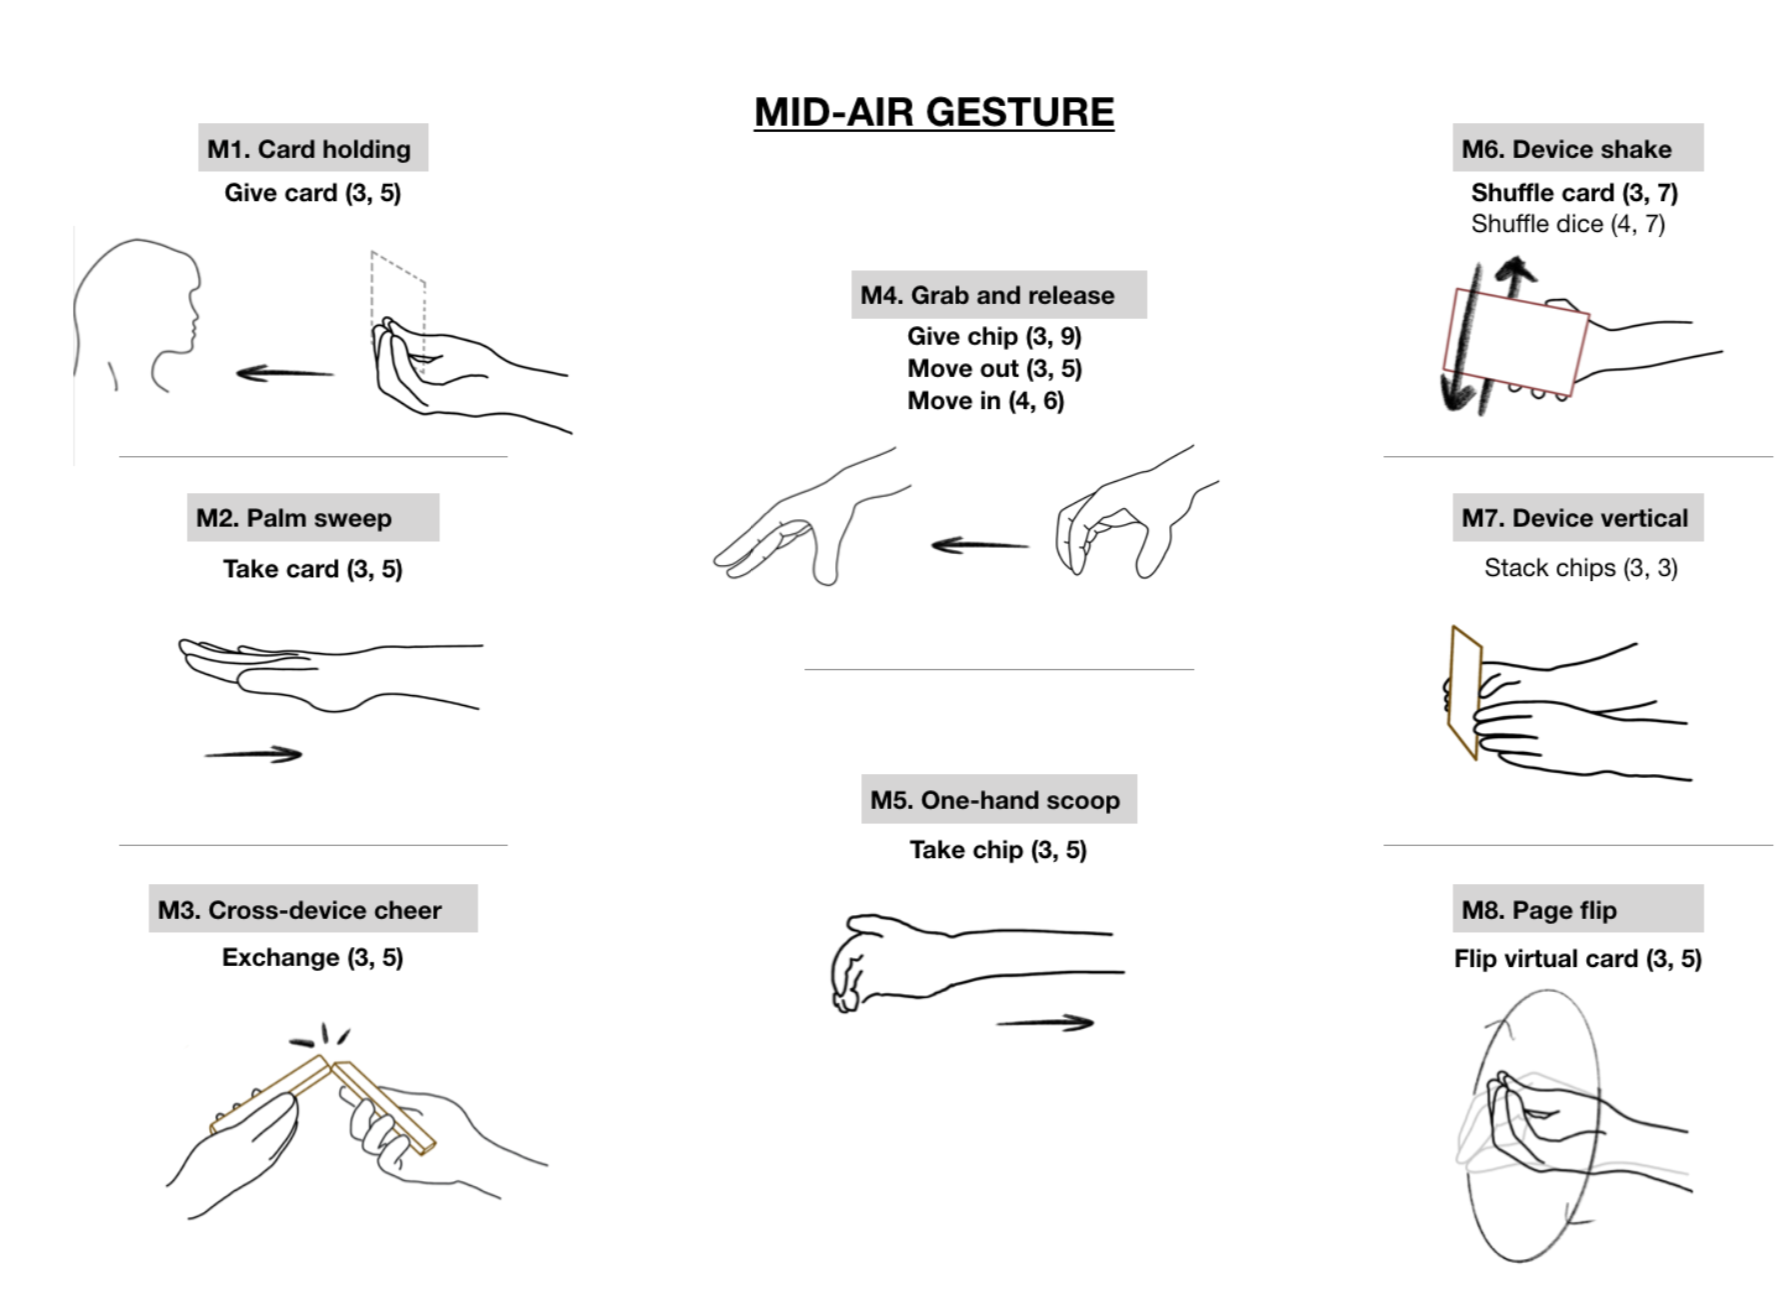 MID-AIR GESTURE
M1. Card holding
Give card (3, 5)
M2. Palm sweep
Take card (3, 5)
M3. Cross-device cheer
Exchange (3, 5)
M4. Grab and release
Give chip (3, 9)
Move out (3, 5)
Move in (4, 6)
M5. One-hand scoop
Take chip (3, 5)
M6. Device shake
Shuffle card (3, 7)
Shuffle dice (4, 7)
M7. Device vertical
Stack chips (3, 3)
M8. Page flip
Flip virtual card (3, 5)